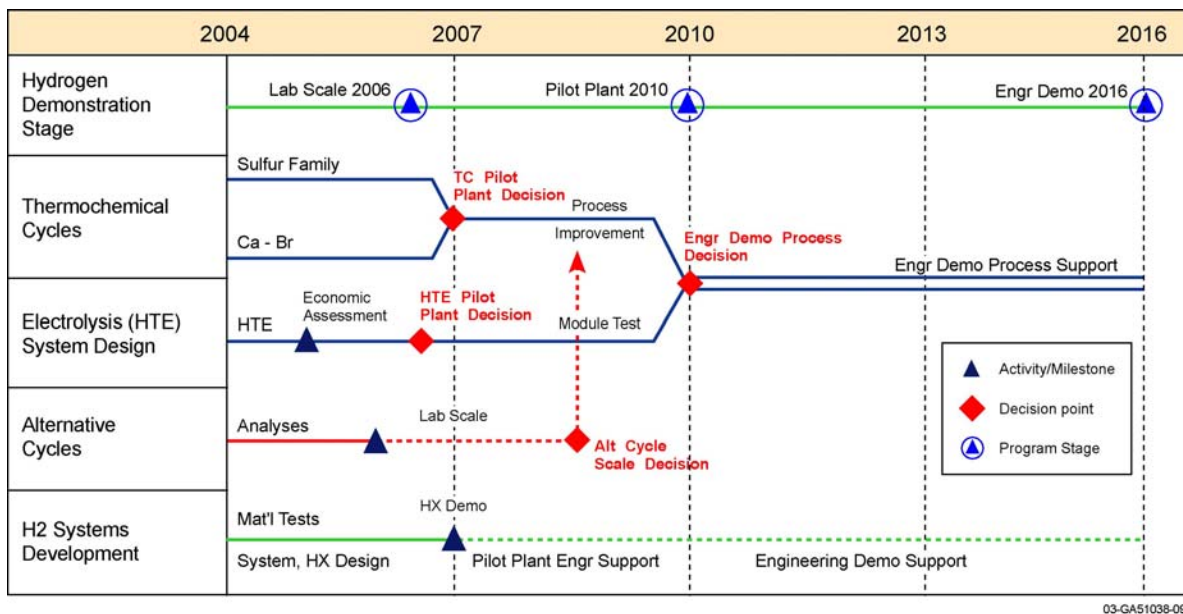 2004 2007 2010 2013 2016
Hydrogen
Demonstration
Stage
Lab Scale 2006
Pilot Plant 2010
Engr Demo 2016
Thermochemical
Cycles
Sulfur Family
Ca - Br
TC Pilot
Plant Decision
Process
Improvement
Engr Demo Process
Decision
Engr Demo Process Support
Electrolysis (HTE)
System Design
HTE
Economic
Assessment
HTE Pilot
Plant Decision
Module Test
Alternative
Cycles
Analyses
Lab Scale
Alt Cycle
Scale Decision
Activity/Milestone
Decision point
Program Stage
H2 Systems
Development
Mat'l Tests
System, HX Design
HX Demo
Pilot Plant Engr Support
Engineering Demo Support
03-GA51038-09